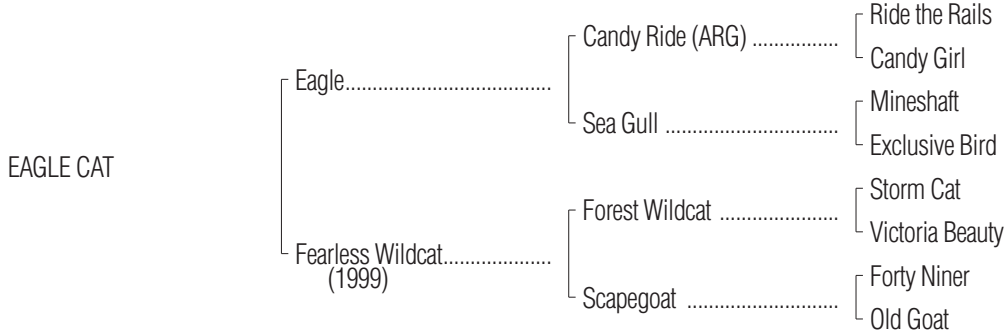 Ride the Rails
Candy Ride (ARG) ................
Candy Girl
Eagle......................................
Mineshaft
Sea Gull ................................
Exclusive Bird
EAGLE CAT
Storm Cat
Forest Wildcat ......................
Victoria Beauty
Fearless Wildcat....................
(1999)
Forty Niner
Scapegoat ............................
Old Goat